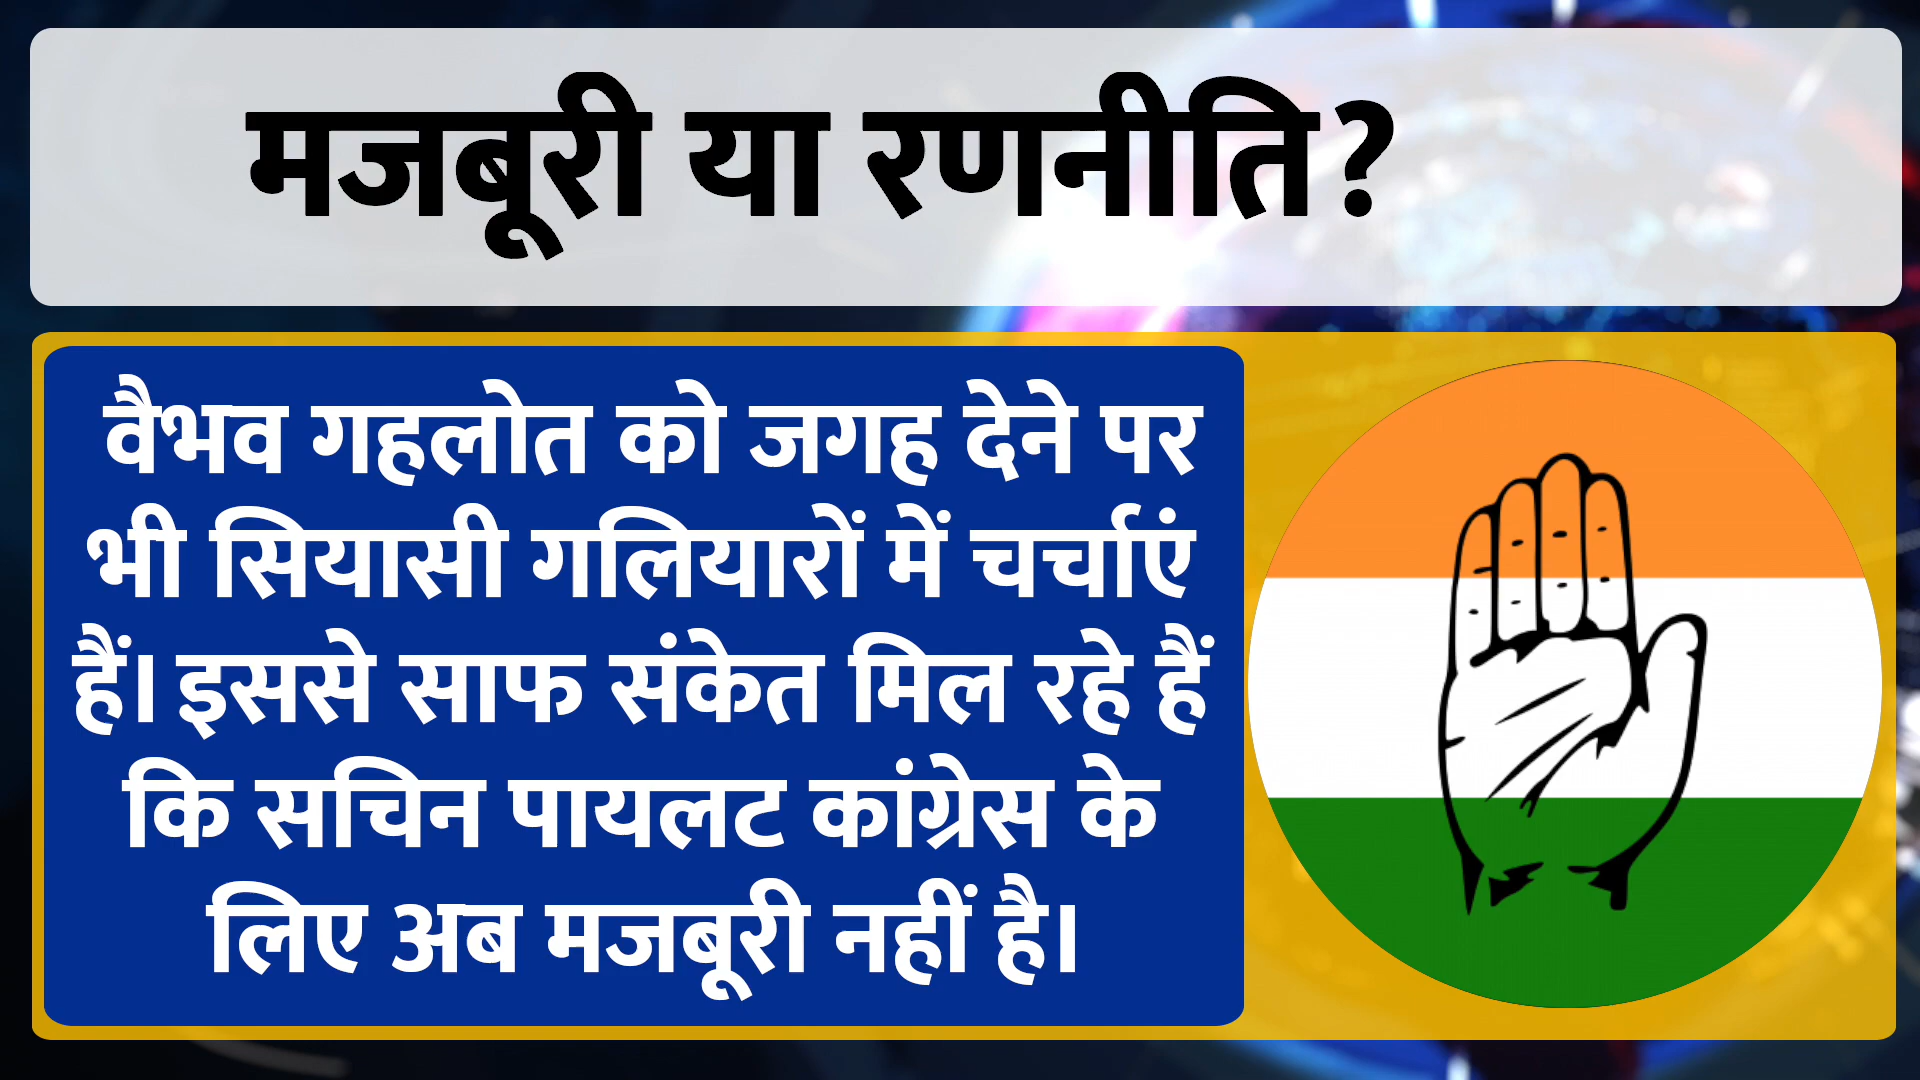 मजबूरी या रणनीति?
वैभव गहलोत को जगह देने पर
भी सियासी गलियारों में चर्चाएं
हैं। इससे साफ संकेत मिल रहे हैं
कि सचिन पायलट कांग्रेस के
लिए अब मजबूरी नहीं है।